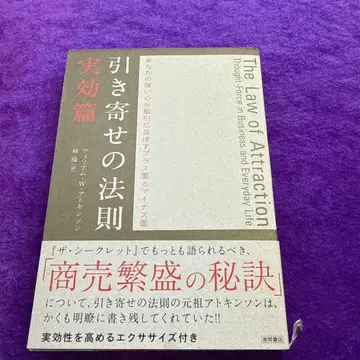 The Law of Attraction
Thought-Force in Business and Everyday Life
あなたの強い心が取引に及ぼすプラス面とマイナス面
引き寄せの法則
実効篇
ウィリアム・W・アトキンソン
林 陽[訳]
『ザ・シークレット』でもっとも語られるべき、
「商売繁盛の秘訣」
について、引き寄せの法則の元祖アトキンソンは、
かくも明瞭に書き残してくれていた!!
実効性を高めるエクササイズ付き
徳間書店